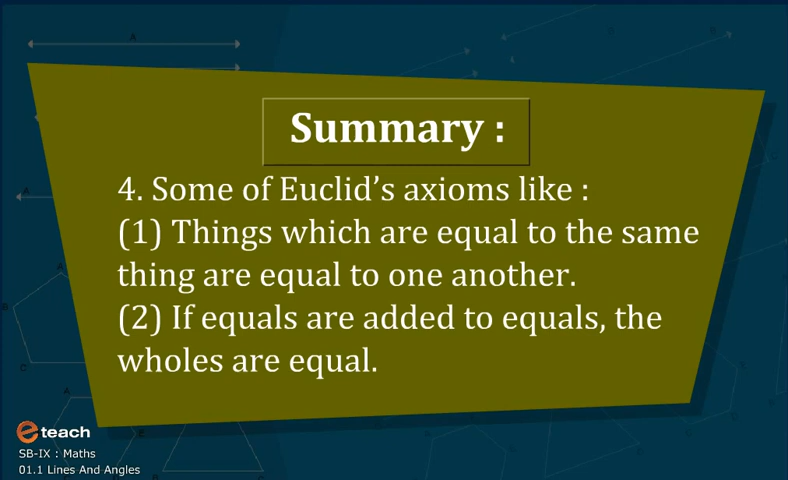 Summary :
4. Some of Euclid's axioms like :
(1) Things which are equal to the same
thing are equal to one another.
(2) If equals are added to equals, the
wholes are equal.
eteach
SB-IX : Maths
01.1 Lines And Angles